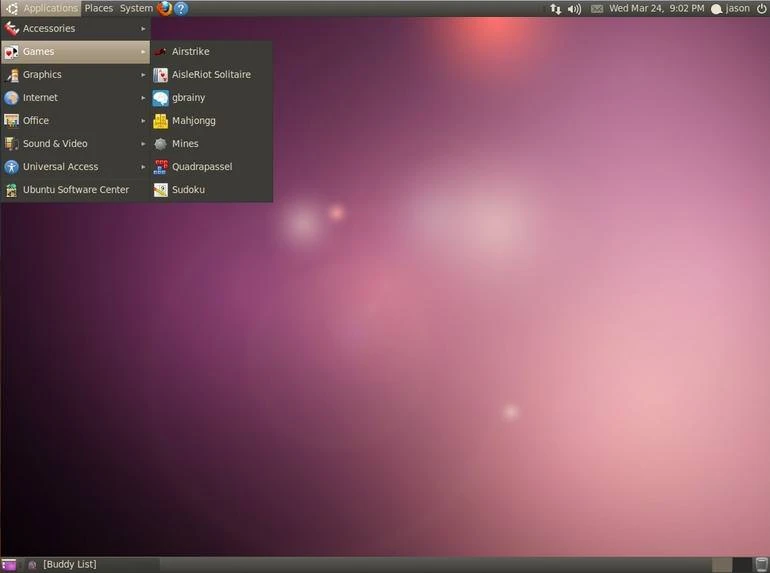 Applications Places System Wed Mar 24, 9:02 PM jason
Accessories
Games
Graphics
Internet
Office
Sound & Video
Universal Access
Ubuntu Software Center
Airstrike
AisleRiot Solitaire
gbrainy
Mahjongg
Mines
Quadrapassel
Sudoku
[Buddy List]